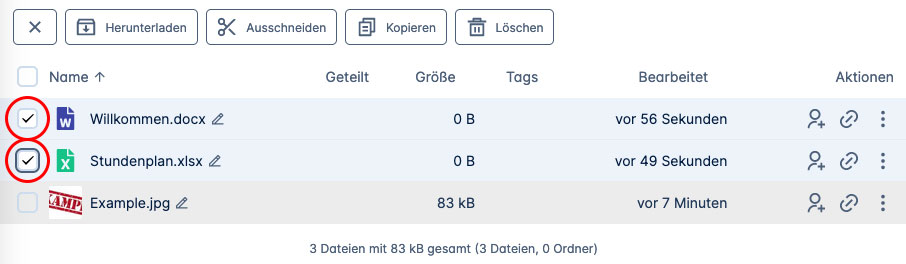 Herunterladen Ausschneiden Kopieren Löschen
Name ↑ Geteilt Größe Tags Bearbeitet Aktionen
W Willkommen.docx 0 B vor 56 Sekunden
X Stundenplan.xlsx 0 B vor 49 Sekunden
Example.jpg 83 kB vor 7 Minuten
3 Dateien mit 83 kB gesamt (3 Dateien, 0 Ordner)